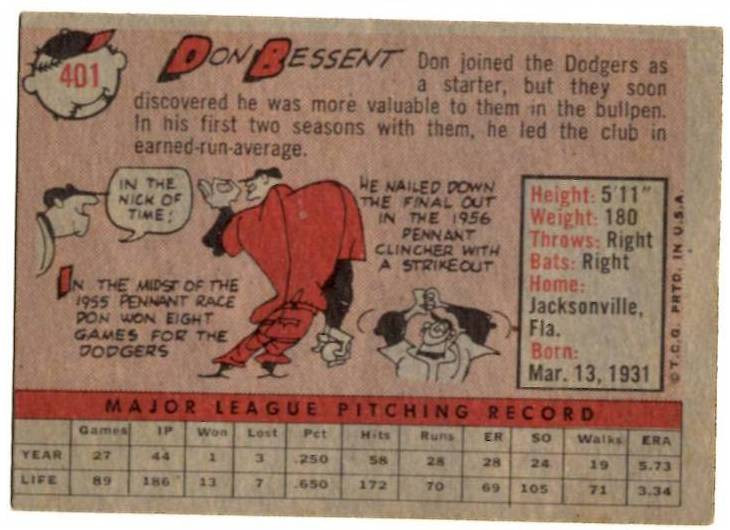 401
DON BESSENT
Don joined the Dodgers as
a starter, but they soon
discovered he was more valuable to them in the bullpen.
In his first two seasons with them, he led the club in
earned-run-average.
IN THE
NICK OF
TIME!
IN THE MIDST OF THE
1955 PENNANT RACE
DON WON EIGHT
GAMES FOR THE
DODGERS
HE NAILED DOWN
THE FINAL OUT
IN THE 1956
PENNANT
CLINCHER WITH
A STRIKEOUT
Height: 5'11"
Weight: 180
Throws: Right
Bats: Right
Home:
Jacksonville,
Fla.
Born:
Mar. 13, 1931
©T.C.G. PRTD. IN U.S.A.
MAJOR LEAGUE PITCHING RECORD
Games IP Won Lost Pct Hits Runs ER SO Walks ERA
YEAR 27 44 1 3 .250 58 28 28 24 19 5.73
LIFE 89 186 13 7 .650 172 70 69 105 71 3.34